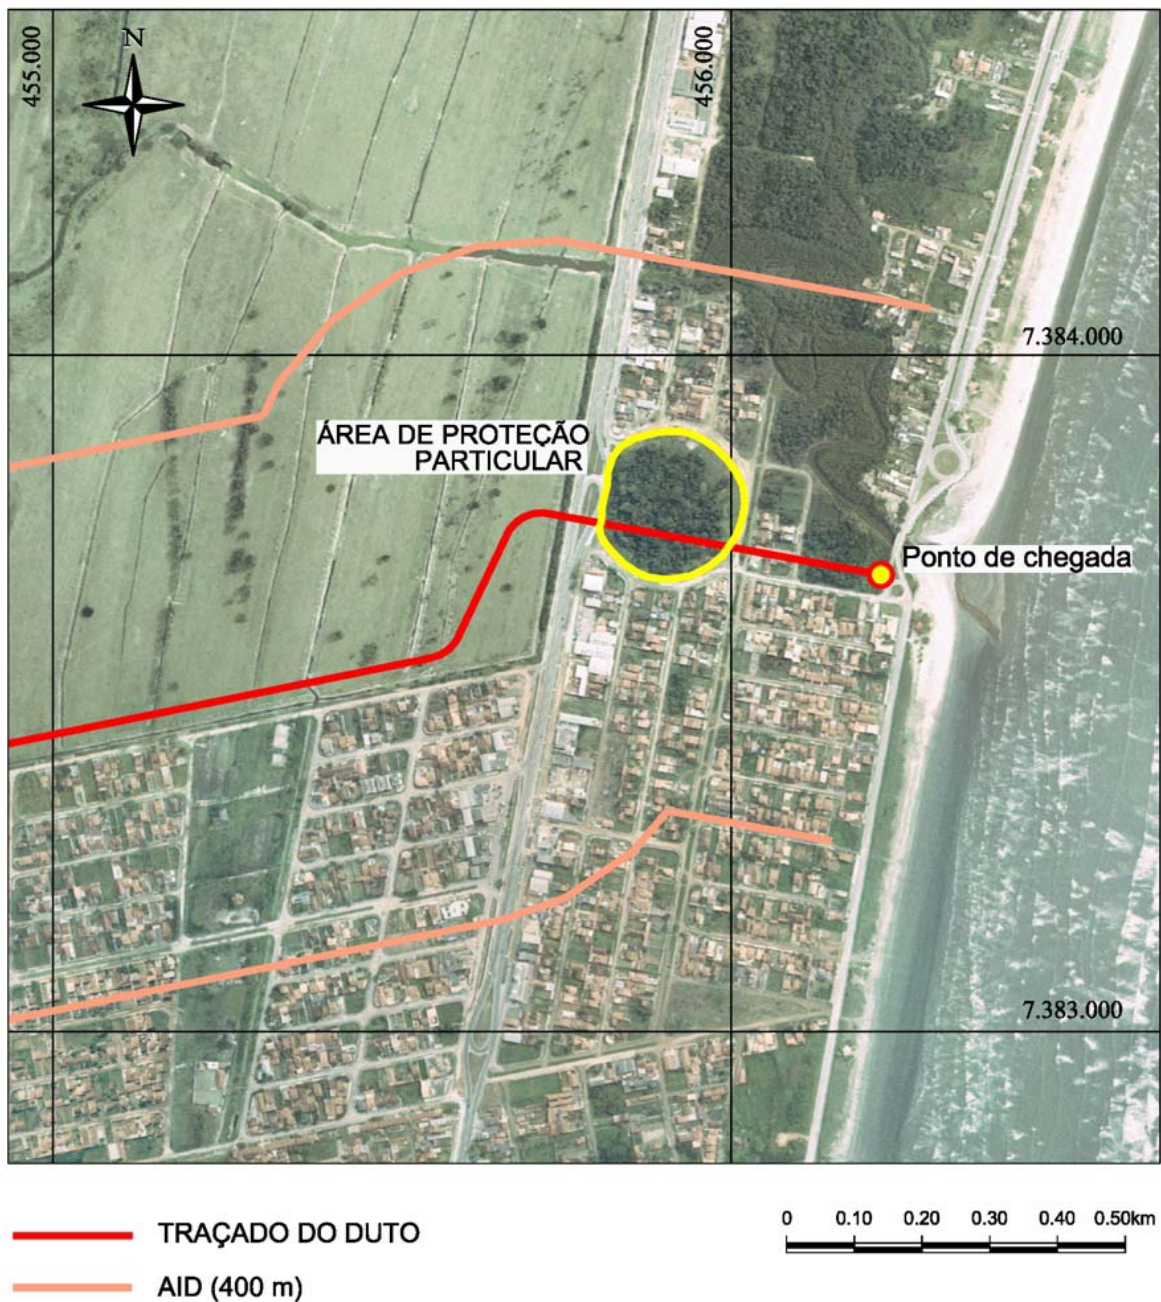 N
455.000
456.000
7.384.000
ÁREA DE PROTEÇÃO
PARTICULAR
Ponto de chegada
7.383.000
TRAÇADO DO DUTO
0 0.10 0.20 0.30 0.40 0.50km
AID (400 m)